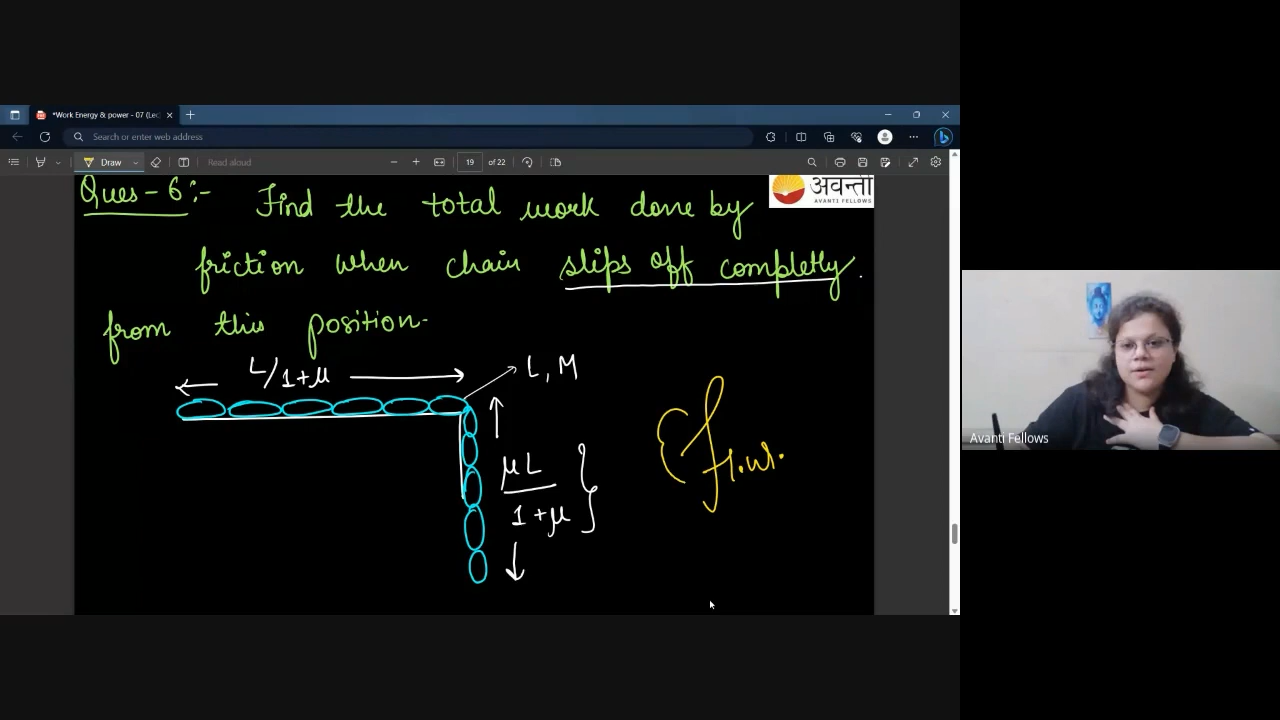 *Work Energy & power - 07 (Lec
Search or enter web address
Draw
Read aloud
19 of 22
Ques - 6 :-
Find the total work done by
friction when chain slips off completly.
from this position.
अवन्ती
AVANTI FELLOWS
L/1+μ
L, M
μL
1+μ
Avanti Fellows